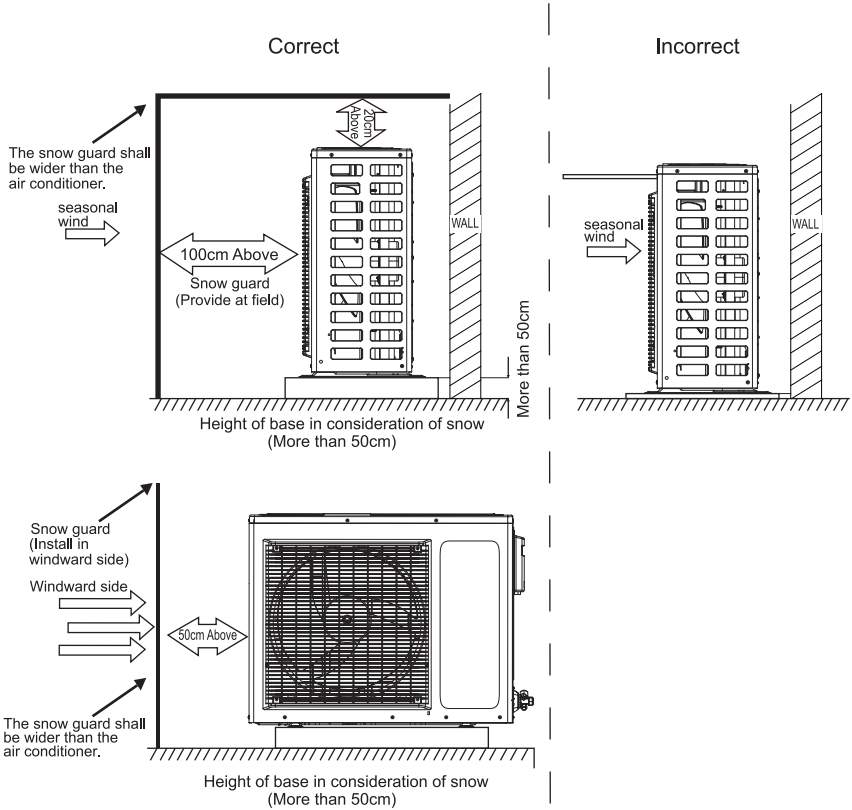 Correct
Incorrect
20cm
Above
The snow guard shall
be wider than the
air conditioner.
seasonal
wind
100cm Above
Snow guard
(Provide at field)
WALL
More than 50cm
Height of base in consideration of snow
(More than 50cm)
seasonal
wind
WALL
Snow guard
(Install in
windward side)
Windward side
50cm Above
The snow guard shall
be wider than the
air conditioner.
Height of base in consideration of snow
(More than 50cm)